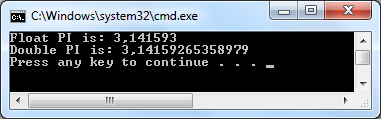 C:\Windows\system32\cmd.exe
Float PI is: 3,141593
Double PI is: 3,14159265358979
Press any key to continue . . . _